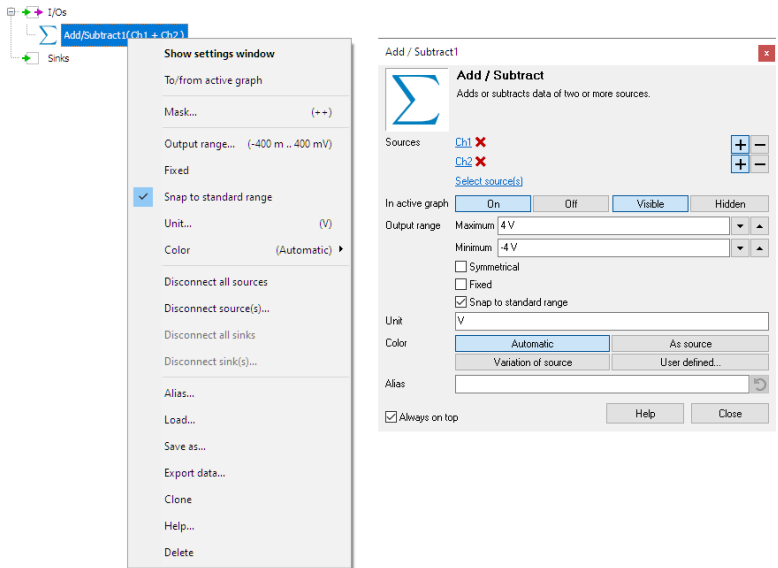 I/Os
Add/Subtract1(Ch1 + Ch2)
Sinks
Show settings window
To/from active graph
Mask... (++)
Output range... (-400 m .. 400 mV)
Fixed
Snap to standard range
Unit... (V)
Color (Automatic)
Disconnect all sources
Disconnect source(s)...
Disconnect all sinks
Disconnect sink(s)...
Alias...
Load...
Save as...
Export data...
Clone
Help...
Delete
Add / Subtract1
x
Add / Subtract
Adds or subtracts data of two or more sources.
Sources Ch1 + −
Ch2 + −
Select source(s)
In active graph On Off Visible Hidden
Output range Maximum 4 V
Minimum -4 V
Symmetrical
Fixed
Snap to standard range
Unit V
Color Automatic As source
Variation of source User defined...
Alias
Always on top Help Close